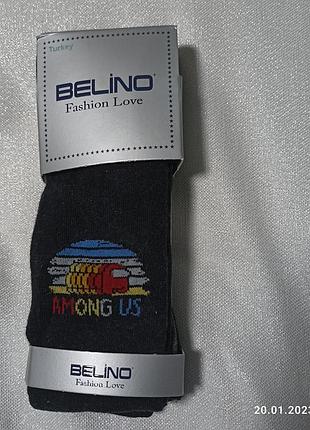 Turkey
BELİNO
Fashion Love
AMONG US
BELİNO
Fashion Love
20.01.2023